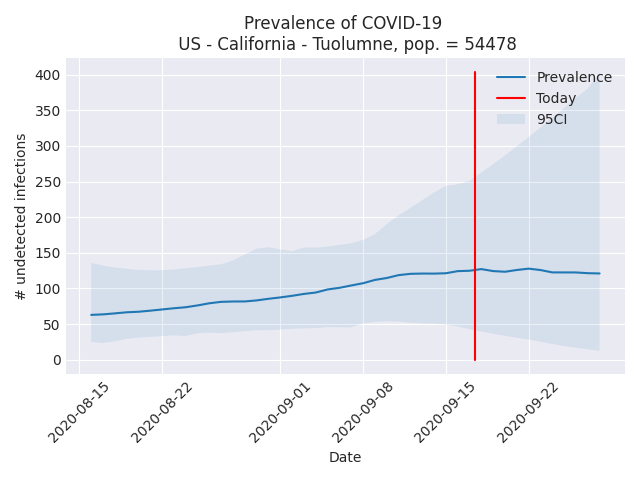 Prevalence of COVID-19
US - California - Tuolumne, pop. = 54478
400
350
300
250
200
150
100
50
0
# undetected infections
Prevalence
Today
95CI
2020-08-15
2020-08-22
2020-09-01
2020-09-08
2020-09-15
2020-09-22
Date